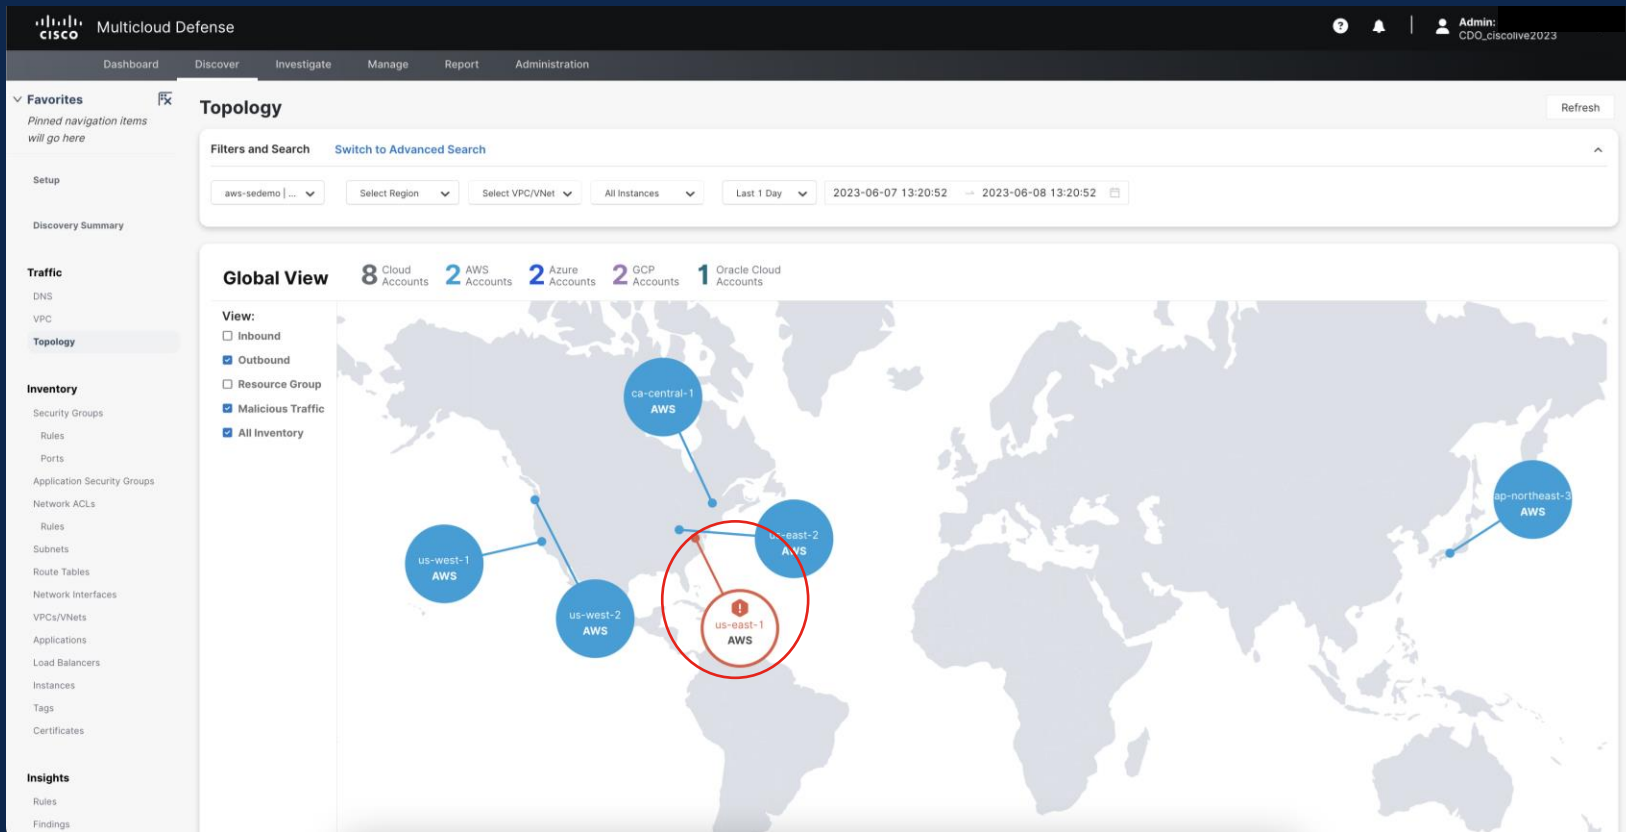 CISCO Multicloud Defense
Admin:
CDO_ciscolive2023
Dashboard Discover Investigate Manage Report Administration
Favorites
Pinned navigation items
will go here
Setup
Discovery Summary
Traffic
DNS
VPC
Topology
Inventory
Security Groups
Rules
Ports
Application Security Groups
Network ACLs
Rules
Subnets
Route Tables
Network Interfaces
VPCs/VNets
Applications
Load Balancers
Instances
Tags
Certificates
Insights
Rules
Findings
Topology
Refresh
Filters and Search Switch to Advanced Search
aws-sedemo | ... Select Region Select VPC/VNet All Instances Last 1 Day 2023-06-07 13:20:52 → 2023-06-08 13:20:52
Global View
8 Cloud Accounts
2 AWS Accounts
2 Azure Accounts
2 GCP Accounts
1 Oracle Cloud Accounts
View:
Inbound
Outbound
Resource Group
Malicious Traffic
All Inventory
ca-central-1
AWS
ap-northeast-3
AWS
us-east-2
AWS
us-west-1
AWS
us-west-2
AWS
us-east-1
AWS